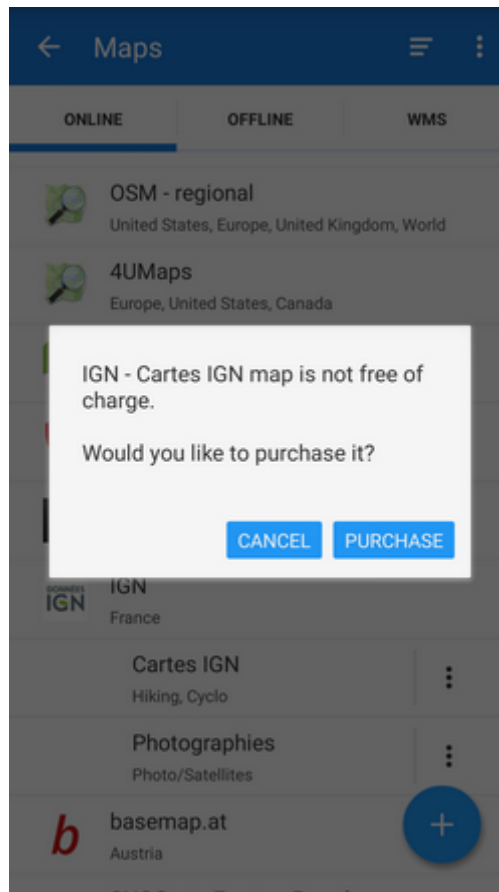 Maps
ONLINE
OFFLINE
WMS
OSM - regional
United States, Europe, United Kingdom, World
4UMaps
Europe, United States, Canada
IGN - Cartes IGN map is not free of
charge.
Would you like to purchase it?
CANCEL
PURCHASE
DONNÉES
IGN
IGN
France
Cartes IGN
Hiking, Cyclo
Photographies
Photo/Satellites
b
basemap.at
Austria